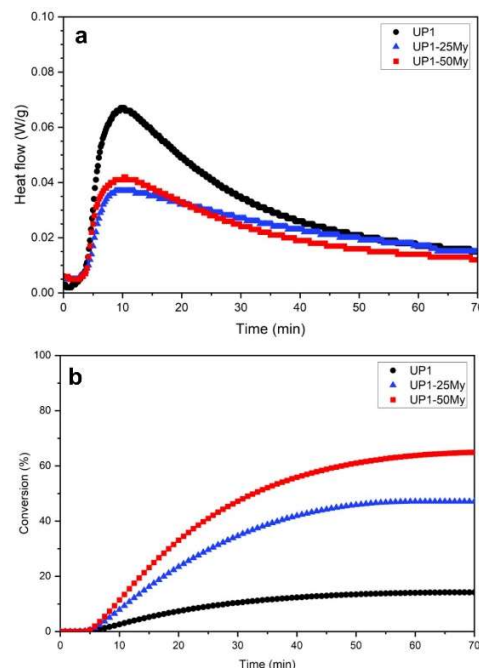 a
UP1
UP1-25My
UP1-50My
Heat flow (W/g)
0.10
0.08
0.06
0.04
0.02
0.00
0 10 20 30 40 50 60 70
Time (min)
b
UP1
UP1-25My
UP1-50My
Conversion (%)
100
80
60
40
20
0
0 10 20 30 40 50 60 70
Time (min)